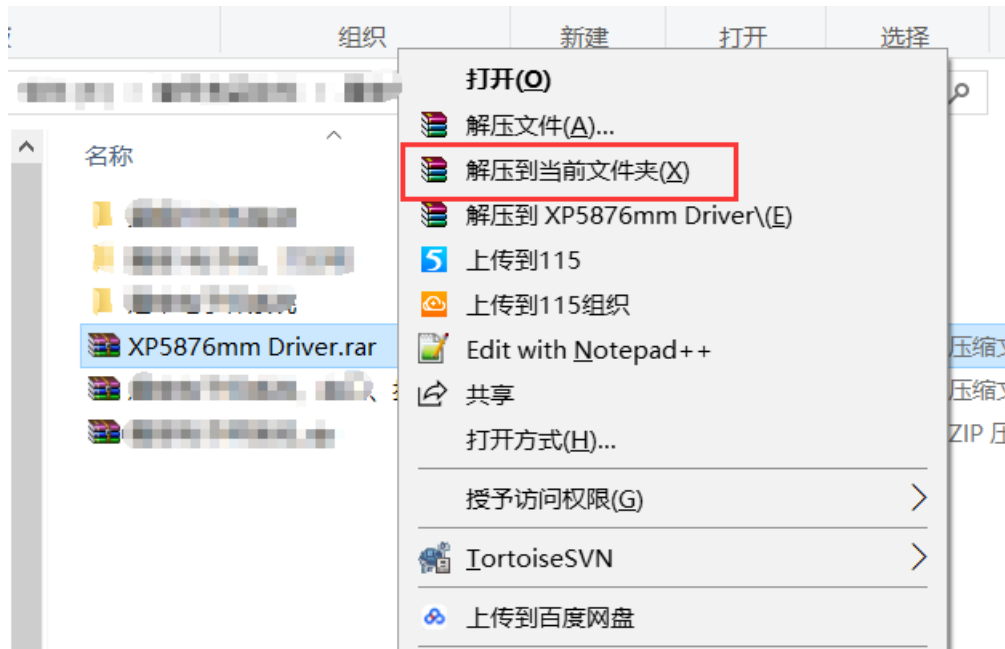 组织
新建
打开
选择
打开(O)
解压文件(A)...
名称
解压到当前文件夹(X)
解压到 XP5876mm Driver\(E)
上传到115
上传到115组织
XP5876mm Driver.rar
压缩
Edit with Notepad++
共享
压缩
打开方式(H)...
ZIP
授予访问权限(G)
TortoiseSVN
上传到百度网盘